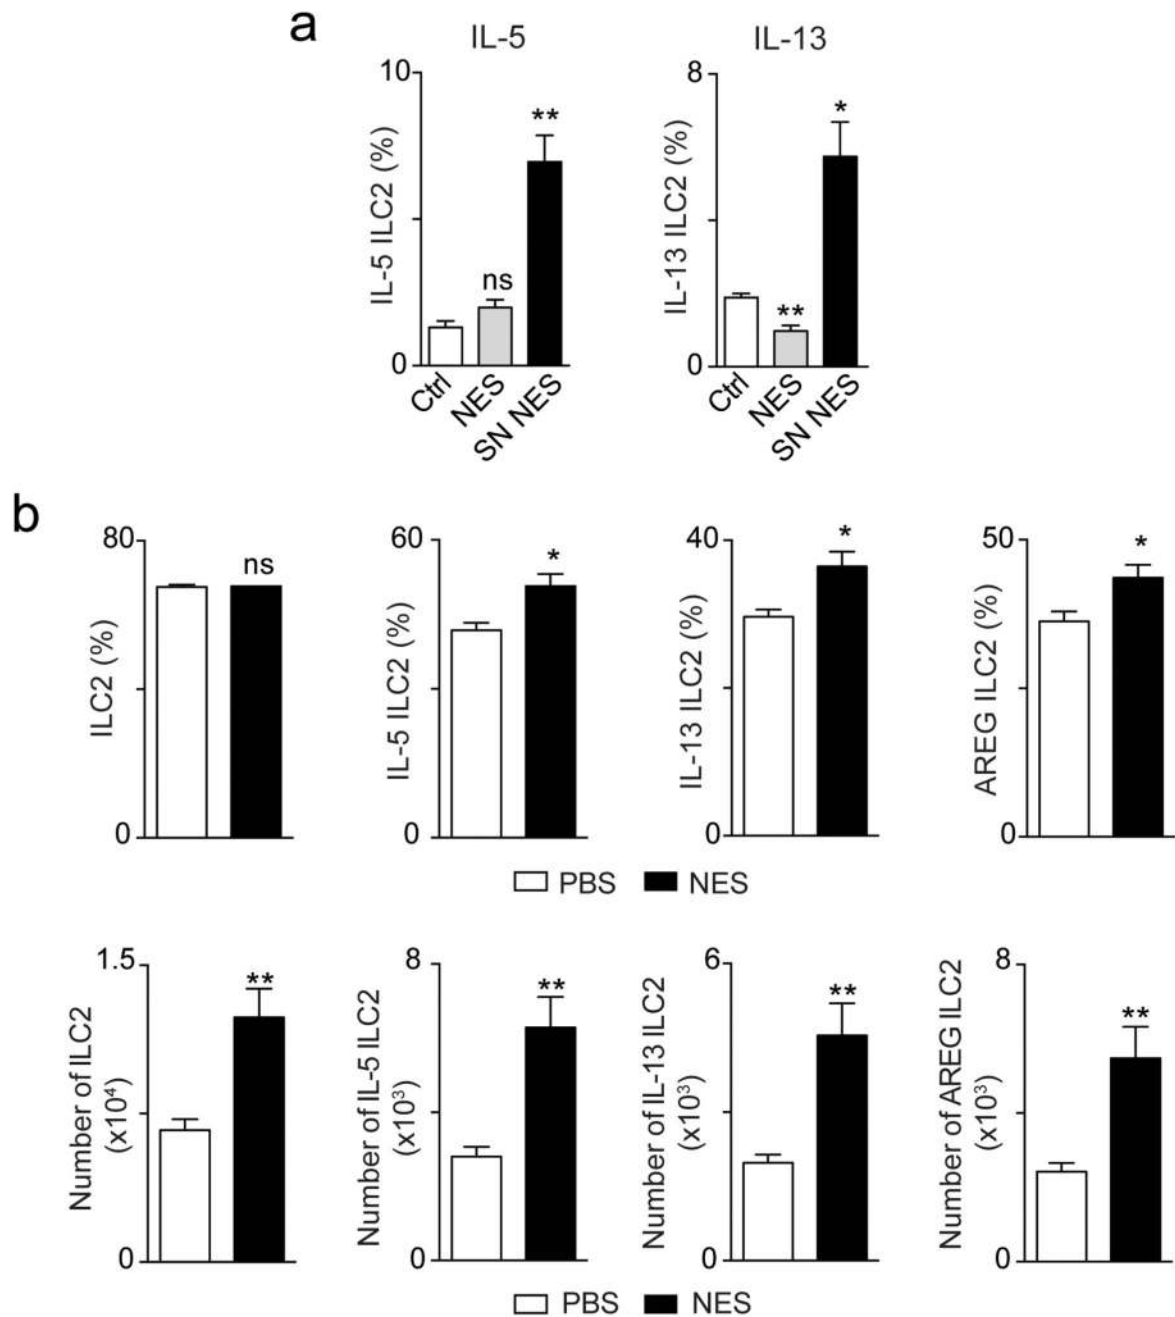 a
IL-5
IL-13
10
0
IL-5 ILC2 (%)
ns
**
Ctrl
NES
SN NES
8
0
IL-13 ILC2 (%)
**
*
Ctrl
NES
SN NES
b
80
0
ILC2 (%)
ns
60
0
IL-5 ILC2 (%)
*
40
0
IL-13 ILC2 (%)
*
50
0
AREG ILC2 (%)
*
PBS NES
1.5
0
Number of ILC2
(x10⁴)
**
8
0
Number of IL-5 ILC2
(x10³)
**
6
0
Number of IL-13 ILC2
(x10³)
**
8
0
Number of AREG ILC2
(x10³)
**
PBS NES